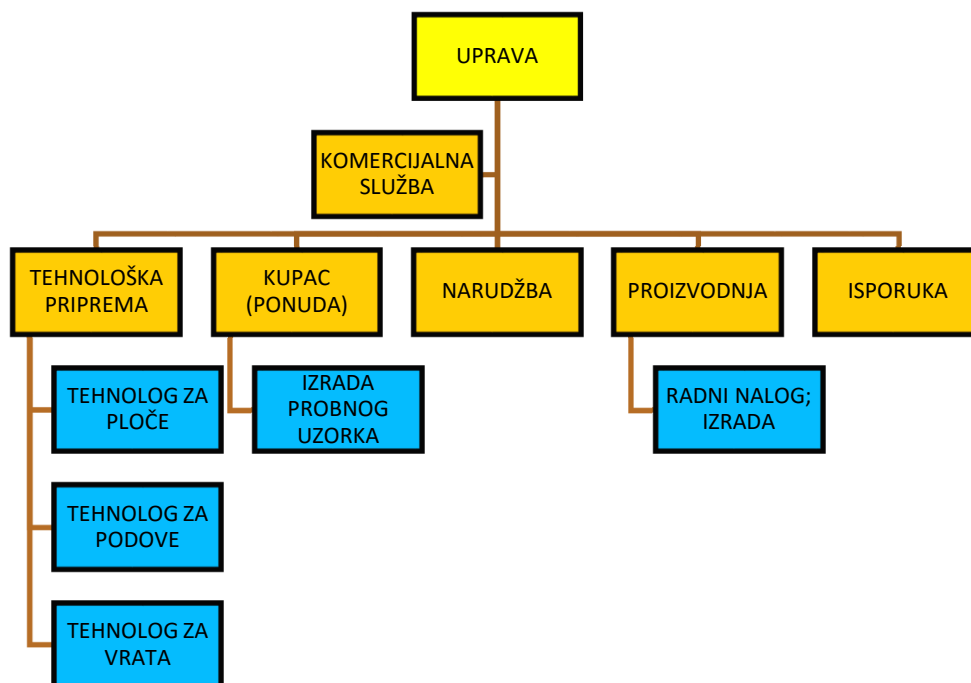 UPRAVA
KOMERCIJALNA
SLUŽBA
TEHNOLOŠKA
PRIPREMA
KUPAC
(PONUDA)
NARUDŽBA
PROIZVODNJA
ISPORUKA
TEHNOLOG ZA
PLOČE
IZRADA
PROBNOG
UZORKA
RADNI NALOG;
IZRADA
TEHNOLOG ZA
PODOVE
TEHNOLOG ZA
VRATA